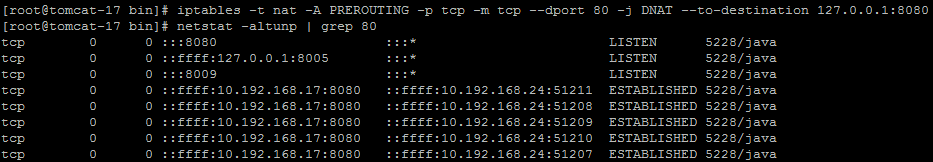 [root@tomcat-17 bin]# iptables -t nat -A PREROUTING -p tcp -m tcp --dport 80 -j DNAT --to-destination 127.0.0.1:8080
[root@tomcat-17 bin]# netstat -altunp | grep 80
tcp 0 0 :::8080 :::* LISTEN 5228/java
tcp 0 0 ::ffff:127.0.0.1:8005 :::* LISTEN 5228/java
tcp 0 0 :::8009 :::* LISTEN 5228/java
tcp 0 0 ::ffff:10.192.168.17:8080 ::ffff:10.192.168.24:51211 ESTABLISHED 5228/java
tcp 0 0 ::ffff:10.192.168.17:8080 ::ffff:10.192.168.24:51208 ESTABLISHED 5228/java
tcp 0 0 ::ffff:10.192.168.17:8080 ::ffff:10.192.168.24:51209 ESTABLISHED 5228/java
tcp 0 0 ::ffff:10.192.168.17:8080 ::ffff:10.192.168.24:51210 ESTABLISHED 5228/java
tcp 0 0 ::ffff:10.192.168.17:8080 ::ffff:10.192.168.24:51207 ESTABLISHED 5228/java